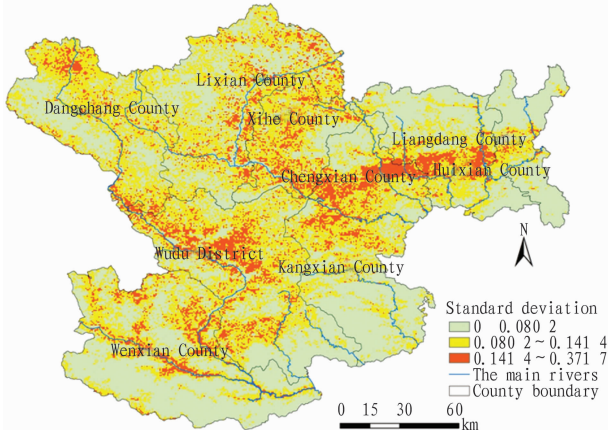 Lixian County
Dangchang County
Xihe County
Liangdang County
Chengxian County
Huixian County
N
Wudu District
Kangxian County
Standard deviation
0 0.080 2
0.080 2~0.141 4
Wenxian County
0.141 4~0.371 7
The main rivers
County boundary
0 15 30 60
km